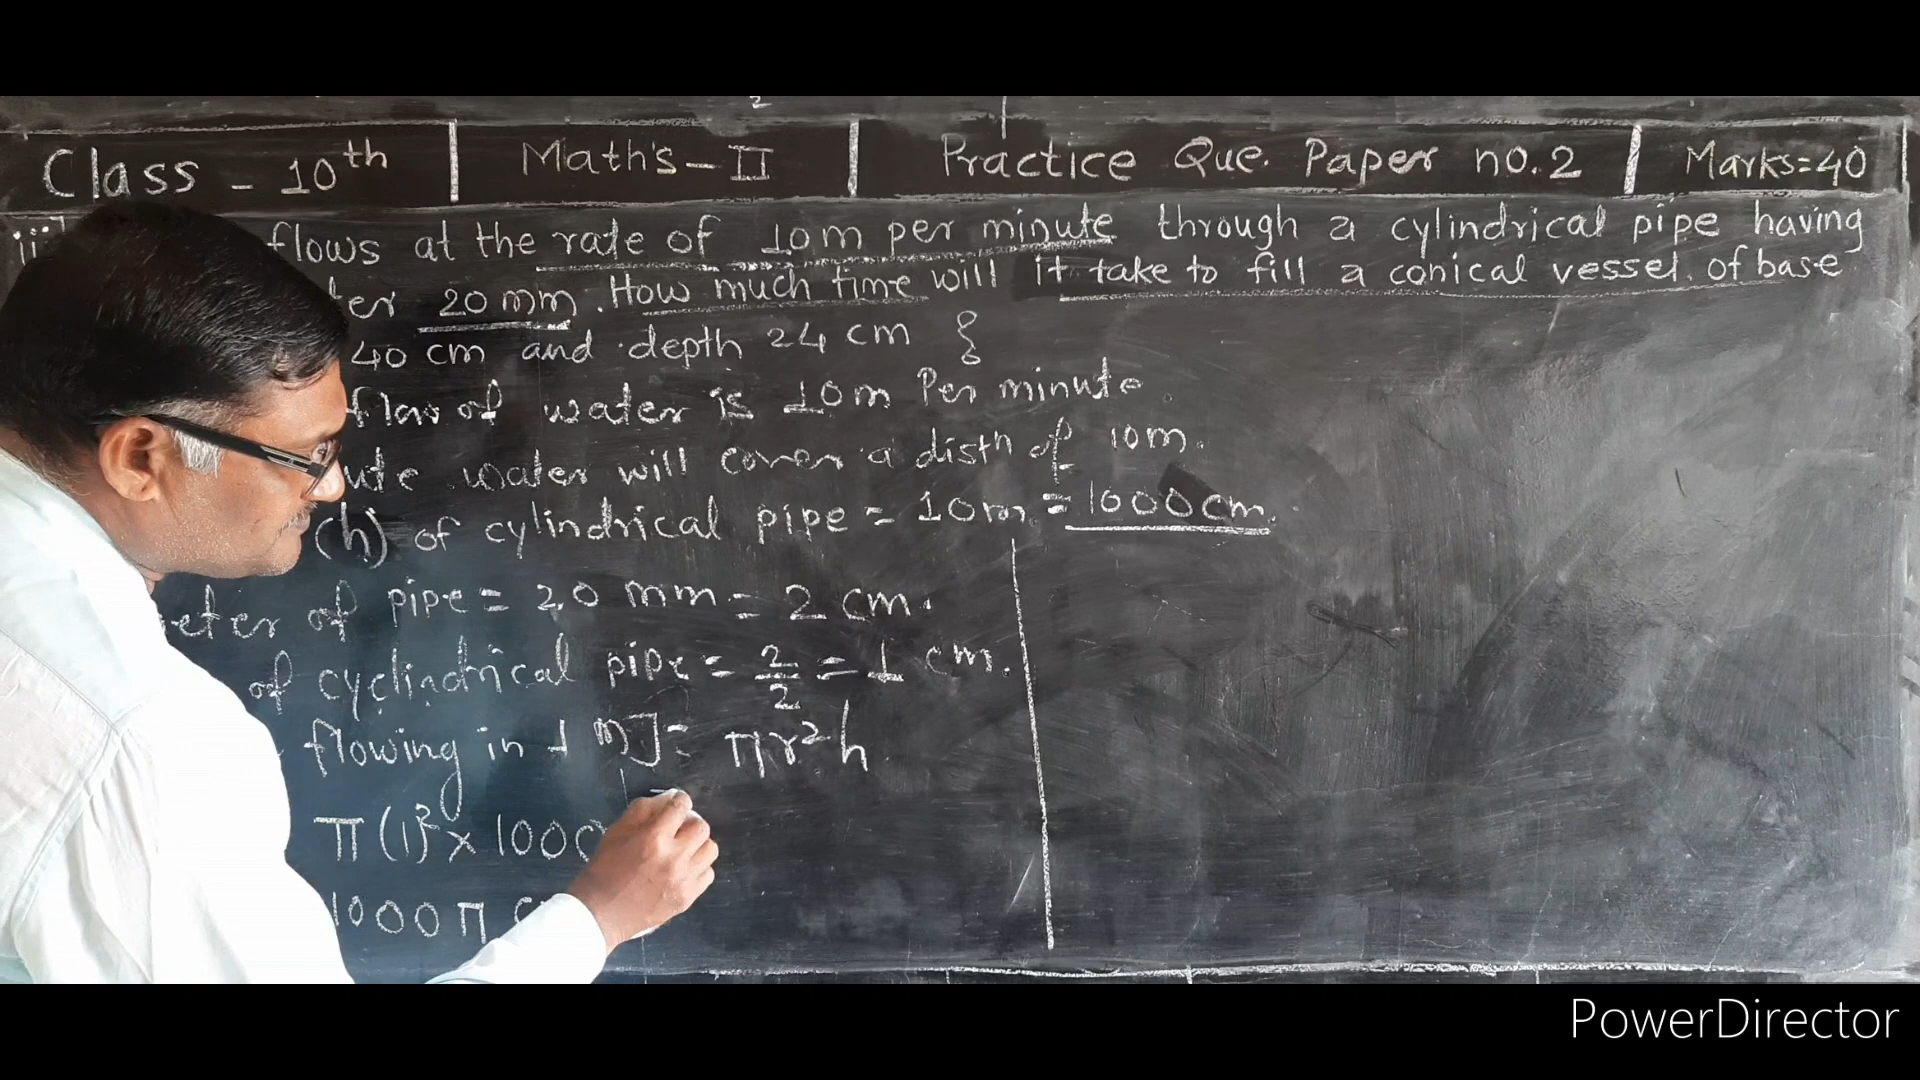 Class - 10th | Math's - II | Practice Que. Paper no. 2 | Marks=40
iii] flows at the rate of 10m per minute through a cylindrical pipe having
ter 20 mm. How much time will it take to fill a conical vessel of base
40 cm and depth 24 cm
flow of water is 10m Per minute.
ute water will cover a distn of 10m.
(h) of cylindrical pipe = 10m = 1000 cm.
eter of pipe = 20 mm = 2 cm.
of cyclindrical pipe = 2/2 = 1 cm.
flowing in 1 m] = πr²h
π(1)² x 1000
1000π
PowerDirector